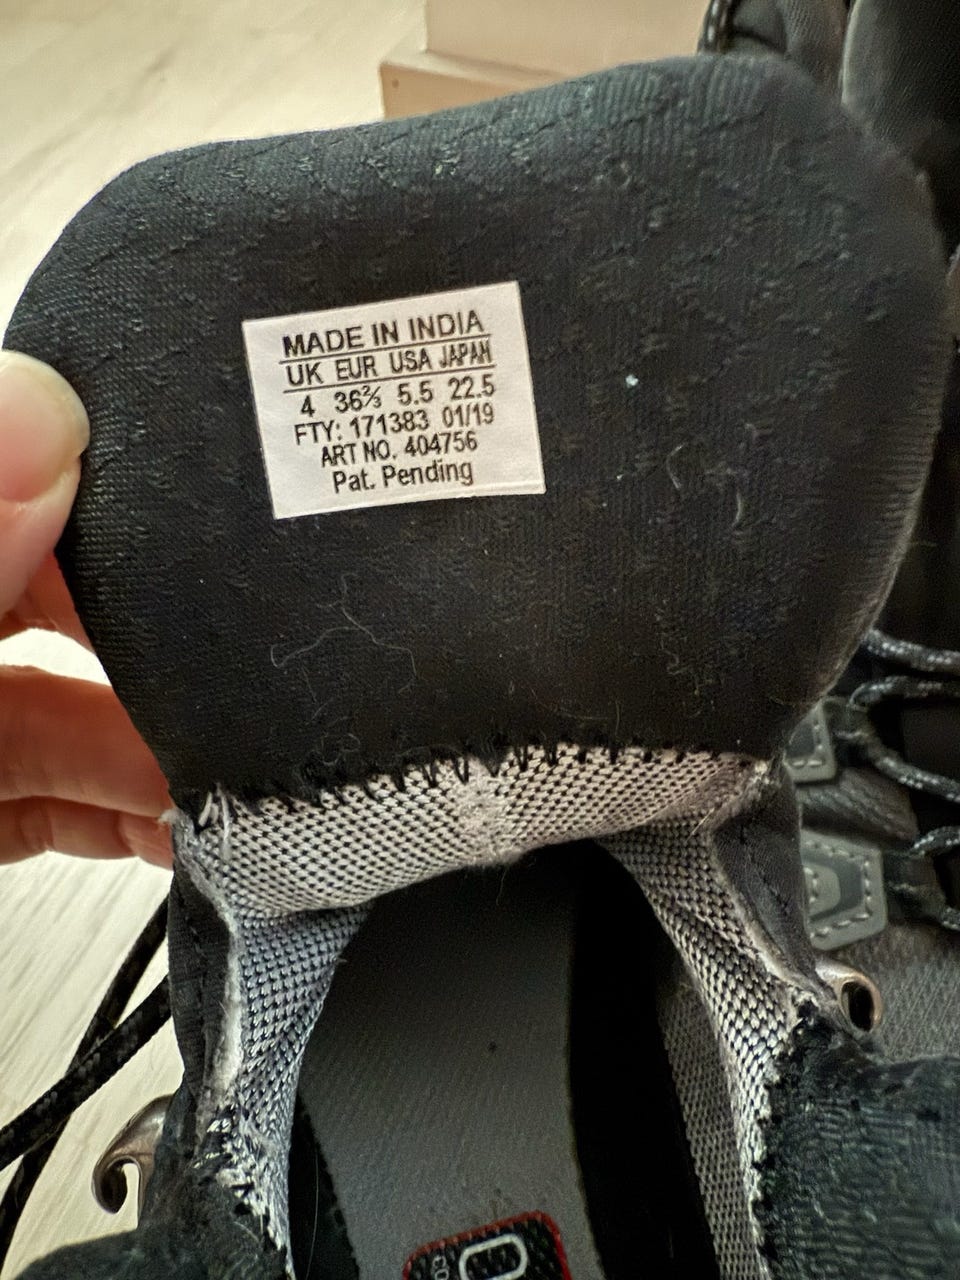 MADE IN INDIA
UK EUR USA JAPAN
4 36⅔ 5.5 22.5
FTY: 171383 01/19
ART NO. 404756
Pat. Pending